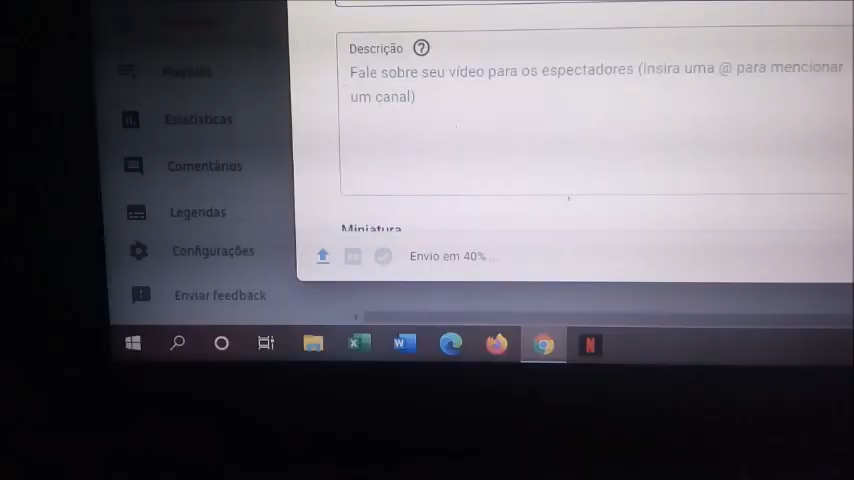 Playlists
Estatísticas
Comentários
Legendas
Configurações
Enviar feedback
Descrição ?
Fale sobre seu vídeo para os espectadores (insira uma @ para mencionar
um canal)
Miniatura
Envio em 40%...